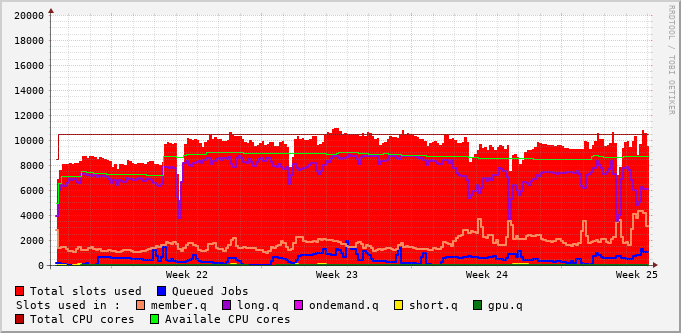 RRDTOOL / TOBI OETIKER
20000
18000
16000
14000
12000
10000
8000
6000
4000
2000
0
Week 22 Week 23 Week 24 Week 25
Total slots used Queued Jobs
Slots used in : member.q long.q ondemand.q short.q gpu.q
Total CPU cores Availale CPU cores